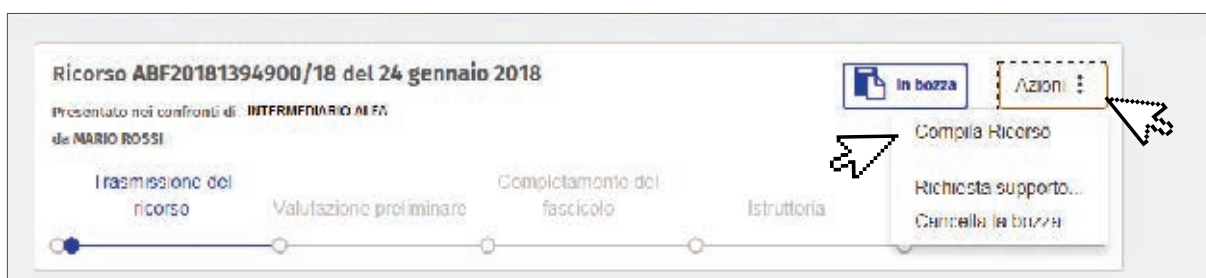 Ricorso ABF20181394900/18 del 24 gennaio 2018
In bozza
Azioni
Presentato nei confronti di INTERMEDIARIO ALFA
da MARIO ROSSI
Compila Ricorso
Richiesta supporto...
Cancella la bozza
Trasmissione del
ricorso
Valutazione preliminare
Completamento del
fascicolo
Istruttoria